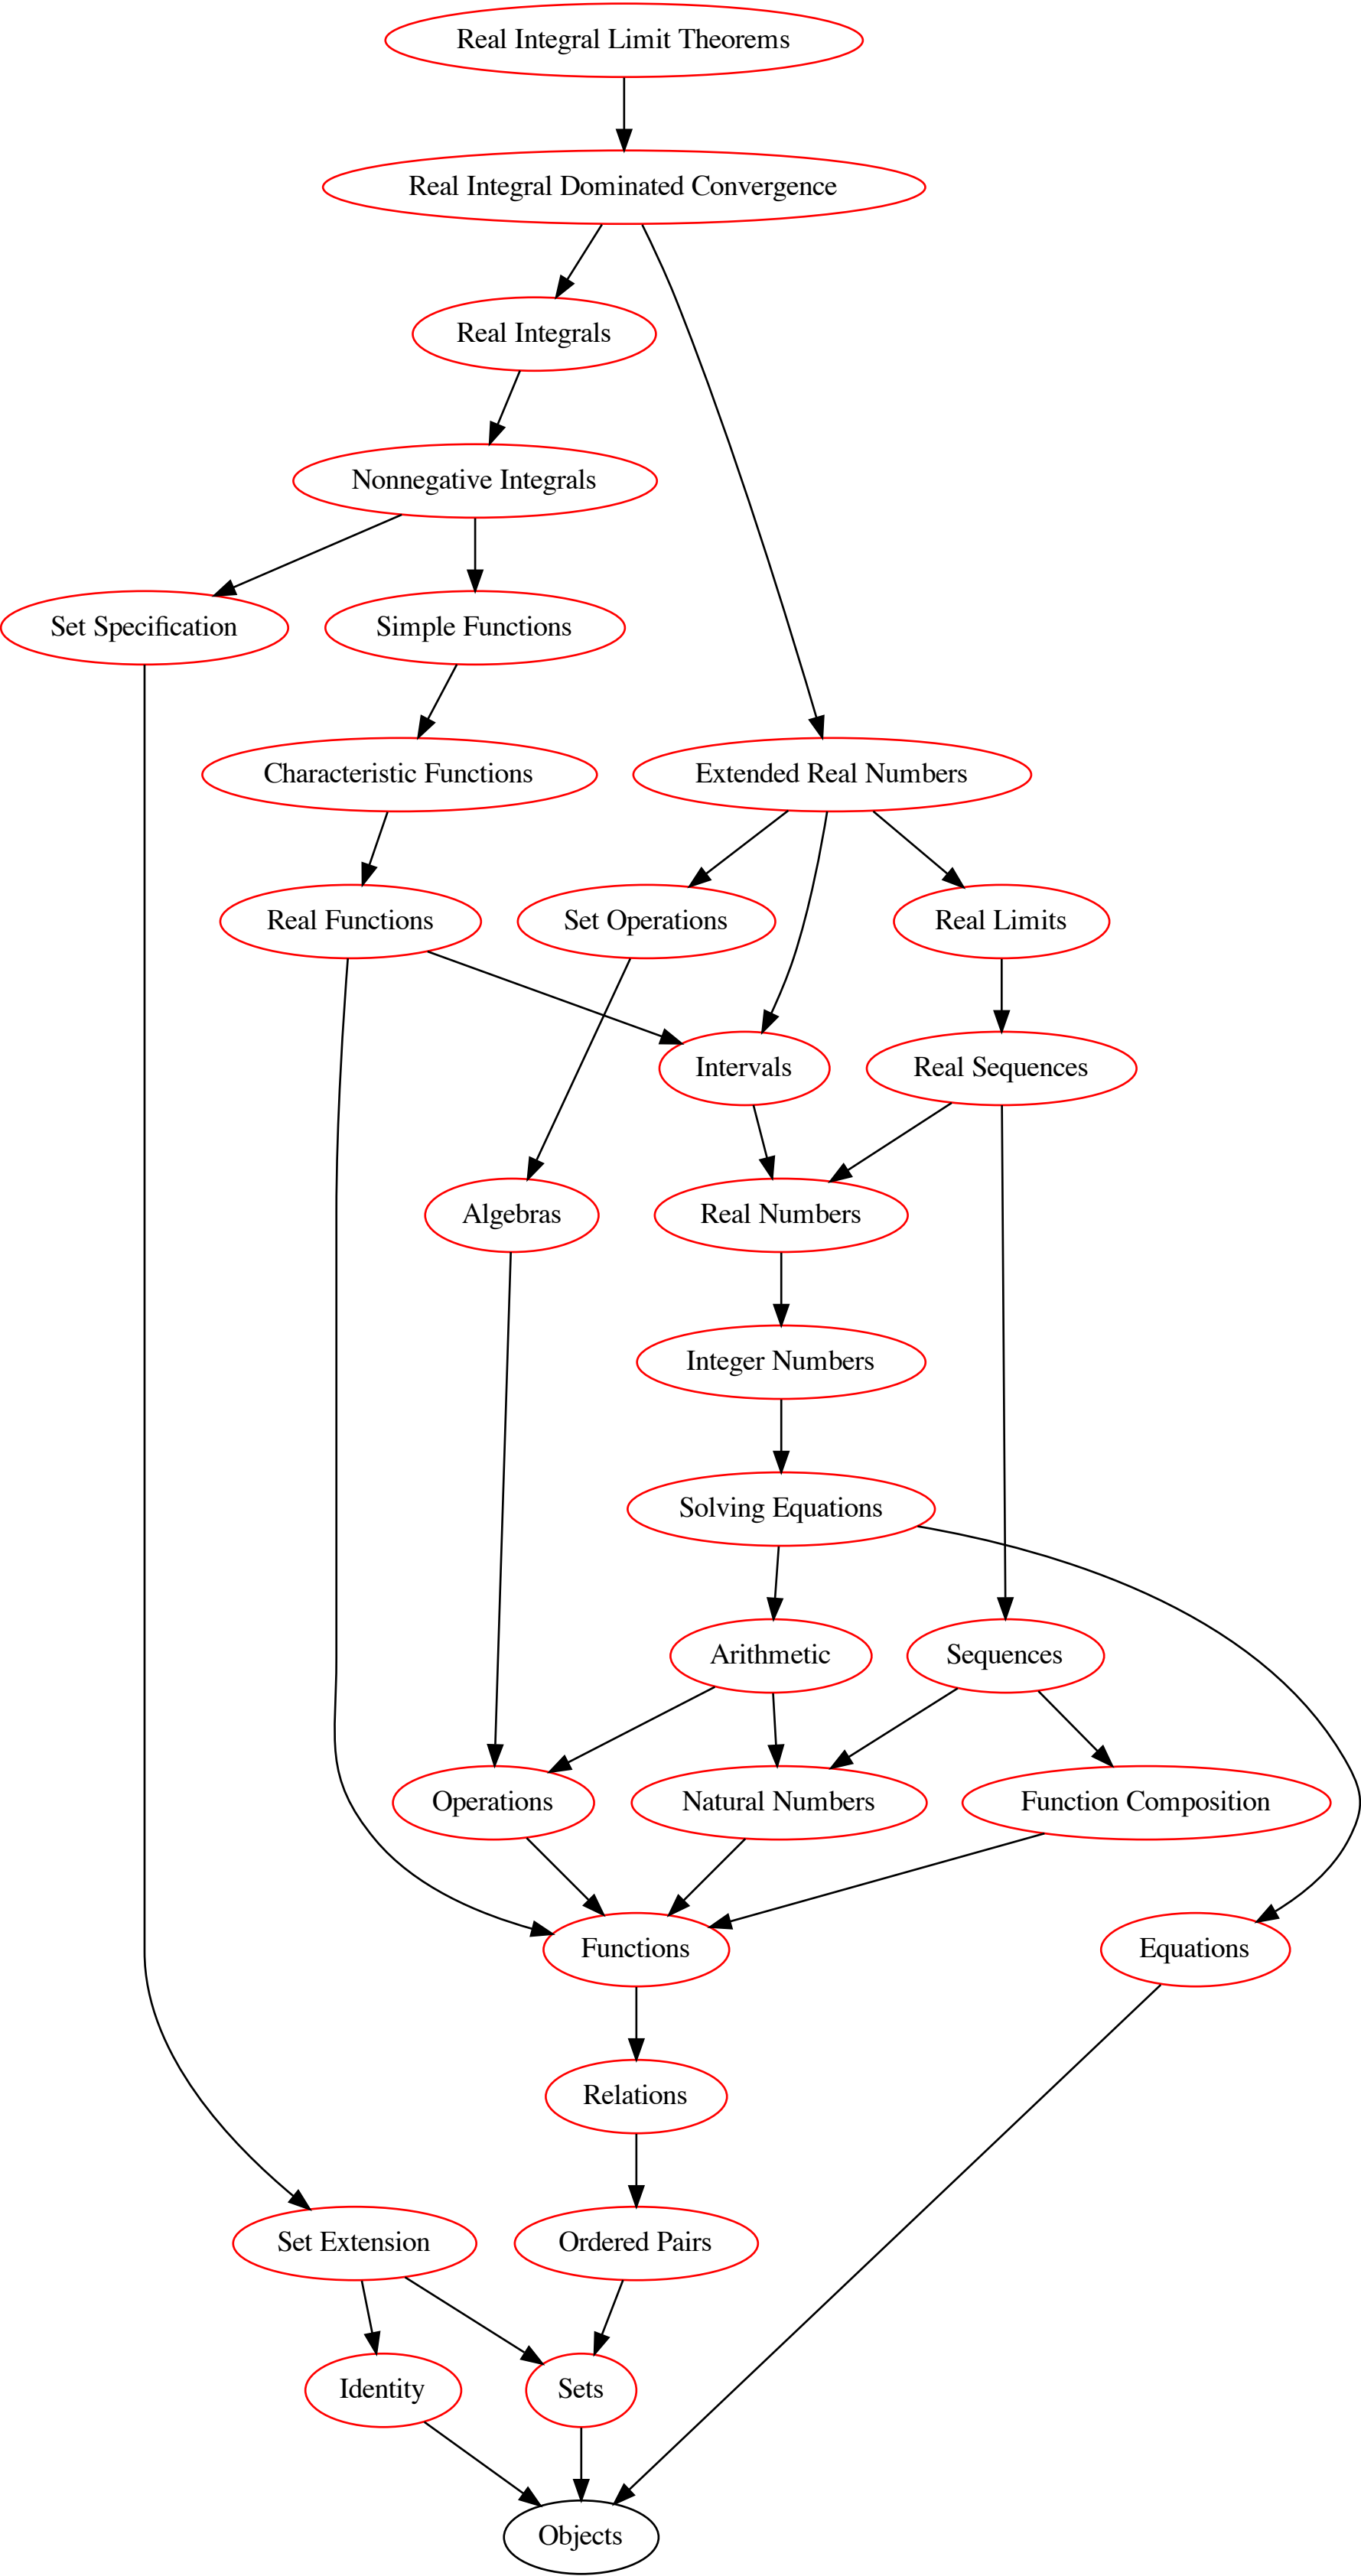 Real Integral Limit Theorems
Real Integral Dominated Convergence
Real Integrals
Nonnegative Integrals
Set Specification
Simple Functions
Characteristic Functions
Extended Real Numbers
Real Functions
Set Operations
Real Limits
Intervals
Real Sequences
Algebras
Real Numbers
Integer Numbers
Solving Equations
Arithmetic
Sequences
Operations
Natural Numbers
Function Composition
Functions
Equations
Relations
Set Extension
Ordered Pairs
Identity
Sets
Objects